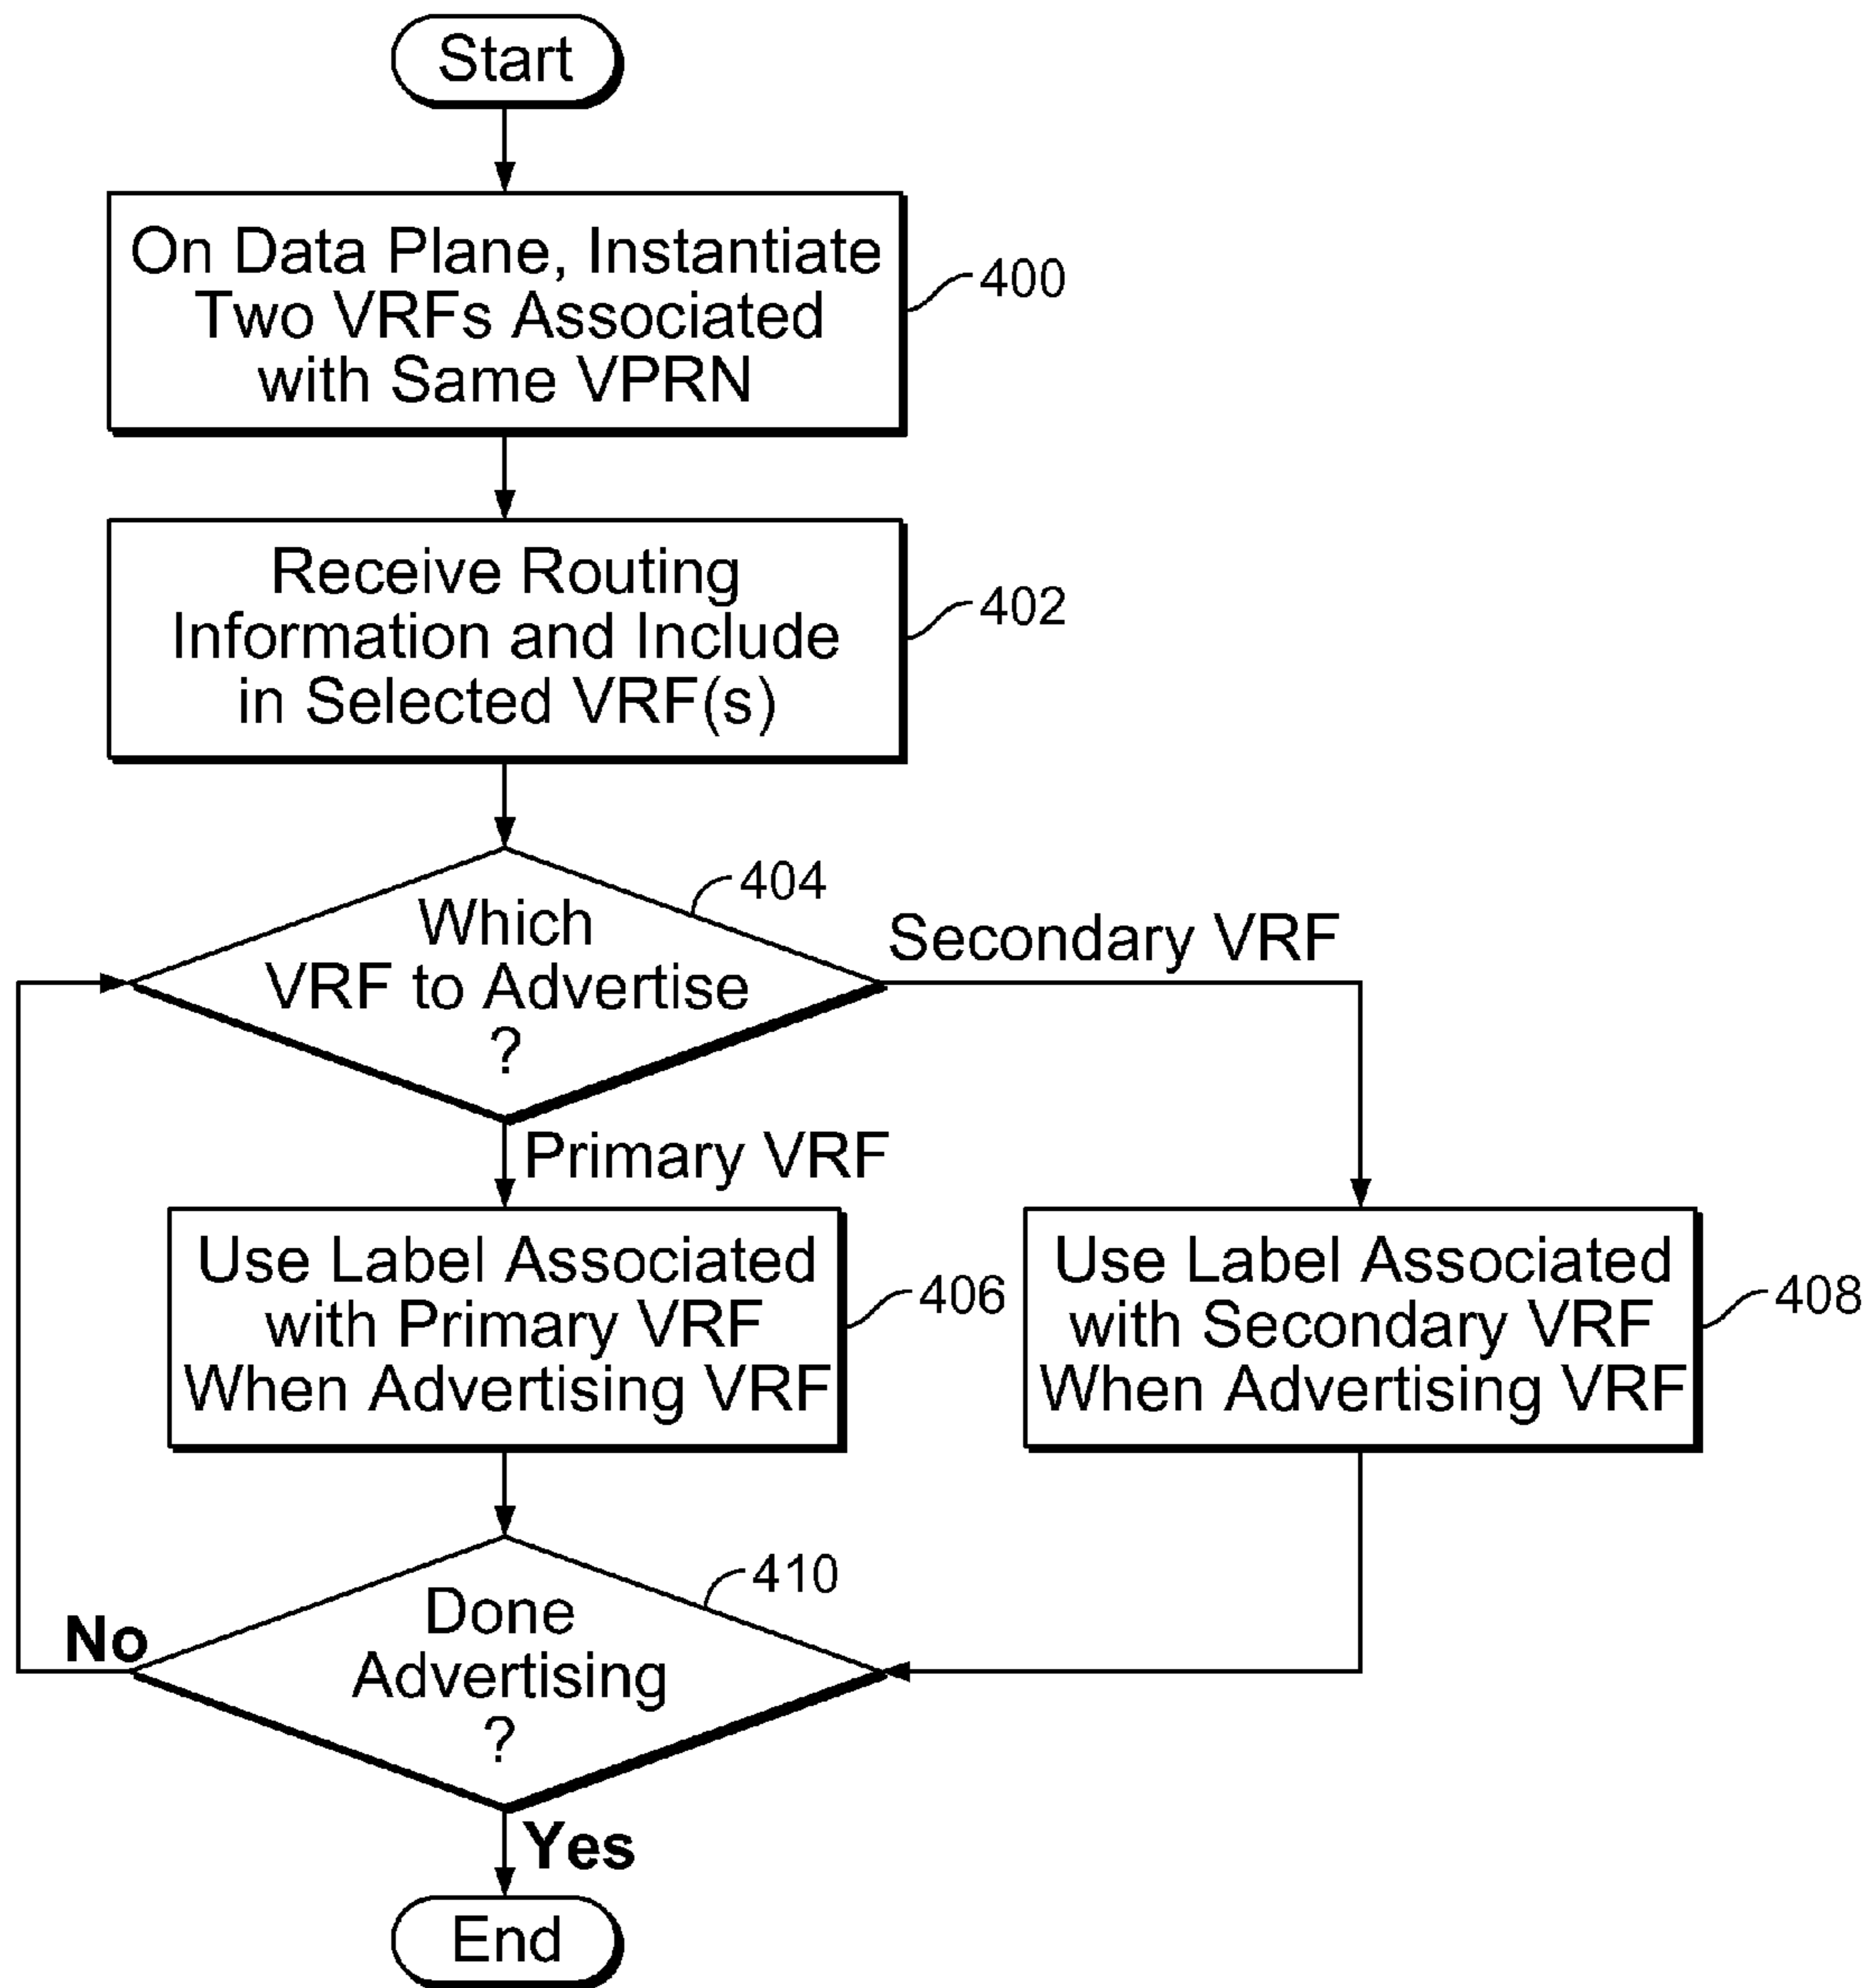 Start
On Data Plane, Instantiate
Two VRFs Associated
with Same VPRN
400
Receive Routing
Information and Include
in Selected VRF(s)
402
404
Which
VRF to Advertise
?
Secondary VRF
Primary VRF
Use Label Associated
with Primary VRF
When Advertising VRF
406
Use Label Associated
with Secondary VRF
When Advertising VRF
408
410
Done
Advertising
?
No
Yes
End